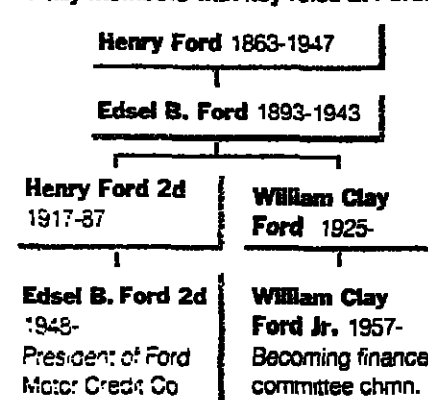 Henry Ford 1863-1947
Edsel B. Ford 1893-1943
Henry Ford 2d
1917-87
William Clay
Ford 1925-
Edsel B. Ford 2d
1948-
President of Ford
Motor Credit Co
William Clay
Ford Jr. 1957-
Becoming finance
committee chmn.